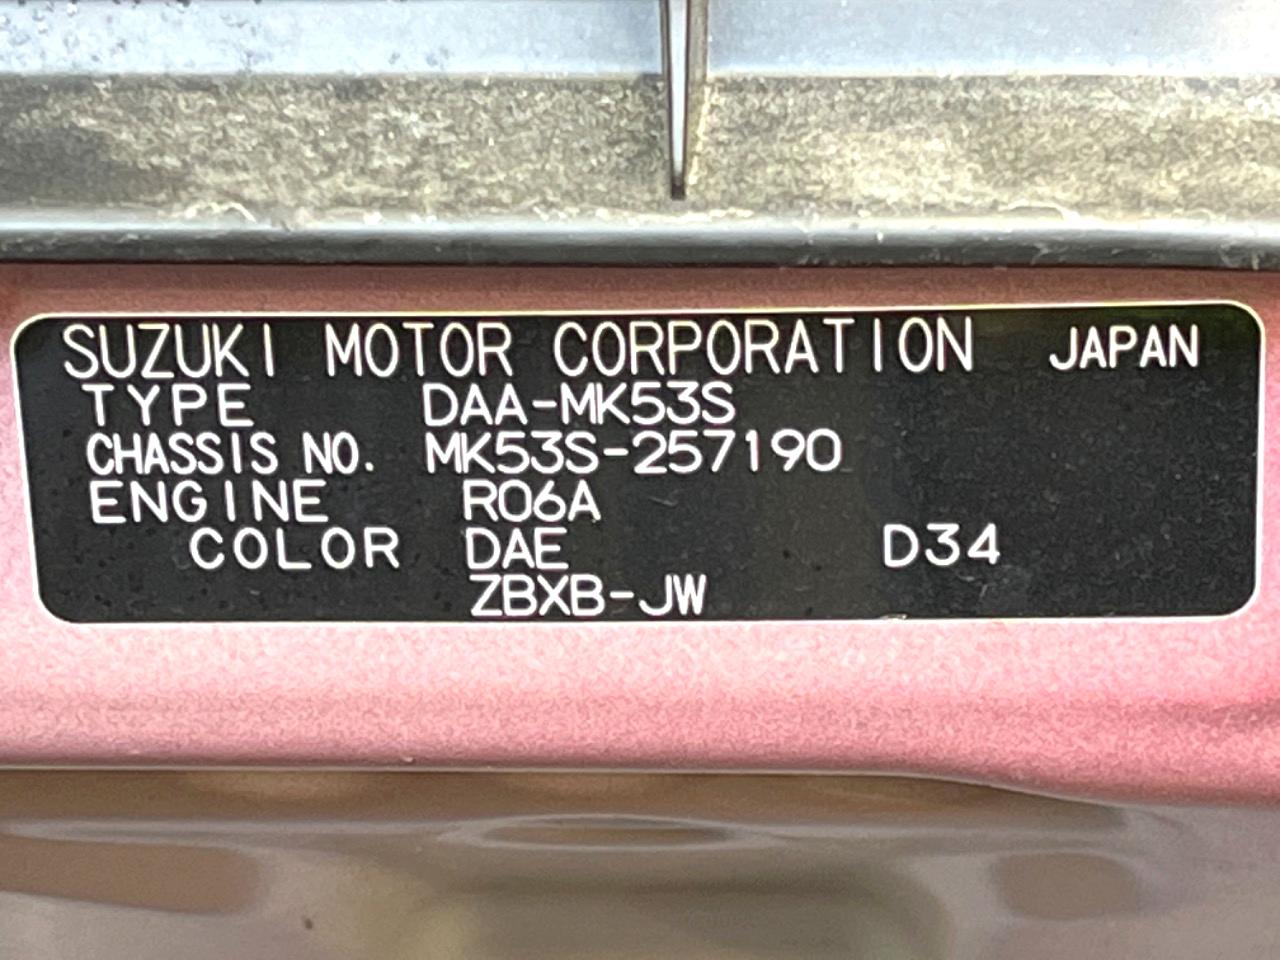 SUZUKI MOTOR CORPORATION JAPAN
TYPE DAA-MK53S
CHASSIS NO. MK53S-257190
ENGINE R06A
COLOR DAE D34
ZBXB-JW